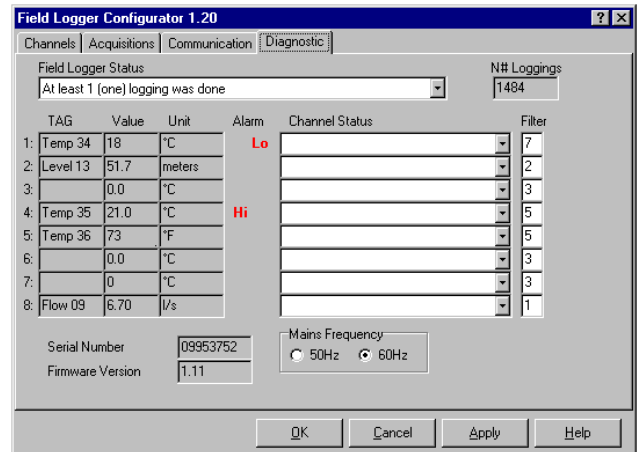 Field Logger Configurator 1.20
Channels Acquisitions Communication Diagnostic
Field Logger Status N# Loggings
At least 1 (one) logging was done 1484
TAG Value Unit Alarm Channel Status Filter
1: Temp 34 18 °C Lo 7
2: Level 13 51.7 meters 2
3: 0.0 °C 3
4: Temp 35 21.0 °C Hi 5
5: Temp 36 73 °F 5
6: 0.0 °C 3
7: 0 °C 3
8: Flow 09 6.70 l/s 1
Serial Number 09953752
Firmware Version 1.11
Mains Frequency
50Hz 60Hz
OK Cancel Apply Help